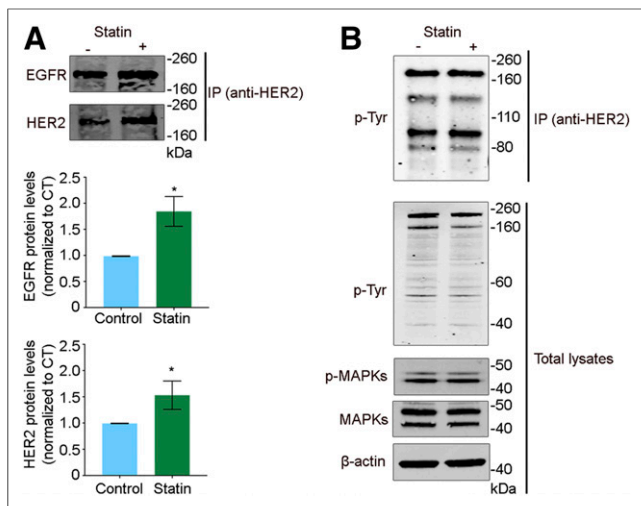 A
Statin
- +
EGFR
-260
-160
HER2
-260
-160
kDa
IP (anti-HER2)
EGFR protein levels
(normalized to CT)
2.5
2.0
1.5
1.0
0.5
0
*
Control Statin
HER2 protein levels
(normalized to CT)
2.5
2.0
1.5
1.0
0.5
0
*
Control Statin
B
Statin
- +
p-Tyr
-260
-160
-110
-80
IP (anti-HER2)
p-Tyr
-260
-160
-60
-40
p-MAPKs
-50
-40
MAPKs
-50
-40
β-actin
-40
kDa
Total lysates